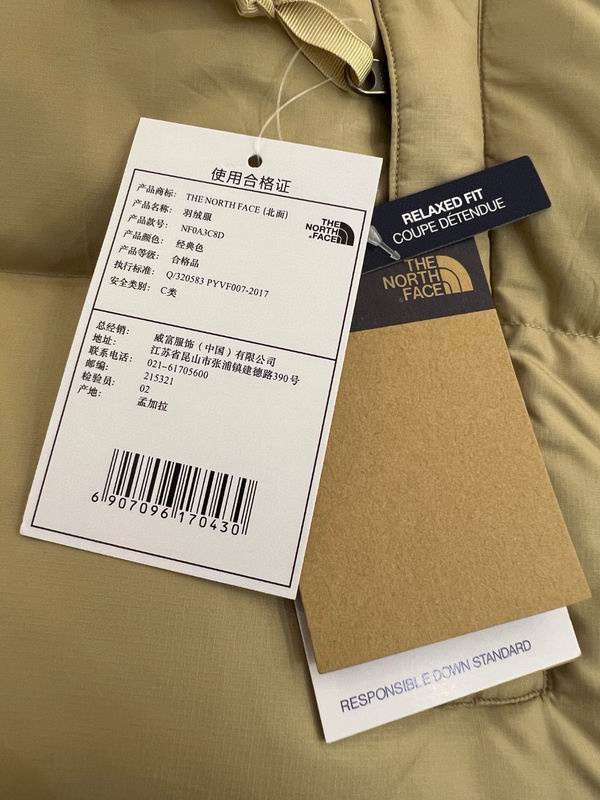 使用合格证
产品商标: THE NORTH FACE (北面)
产品名称: 羽绒服
产品款号: NF0A3C8D
产品颜色: 经典色
产品等级: 合格品
执行标准: Q/320583 PYVF007-2017
安全类别: C类
THE
NORTH
FACE
总经销: 威富服饰(中国)有限公司
地址: 江苏省昆山市张浦镇建德路390号
联系电话: 021-61705600
邮编: 215321
检验员: 02
产地: 孟加拉
6 907096 170430
RELAXED FIT
COUPE DÉTENDUE
THE
NORTH
FACE
RESPONSIBLE DOWN STANDARD